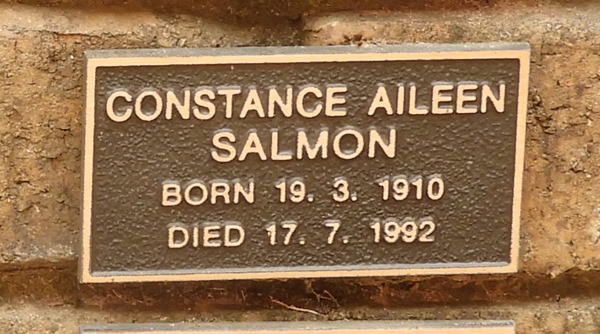 CONSTANCE AILEEN
SALMON
BORN 19. 3. 1910
DIED 17. 7. 1992